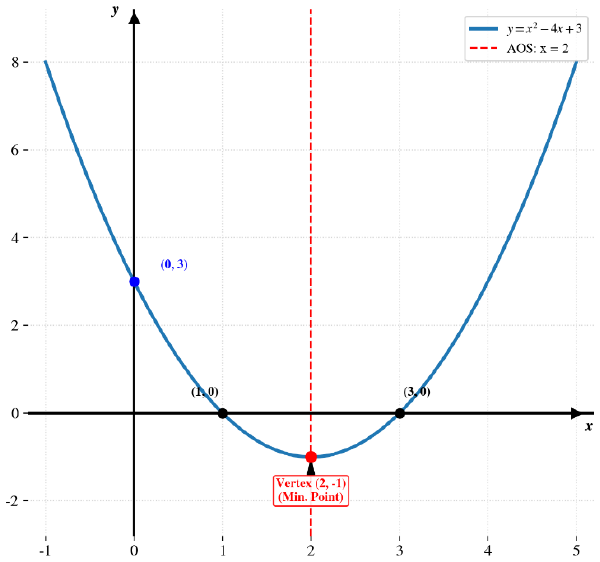 y
y = x² − 4x + 3
AOS: x = 2
8
6
4
(0, 3)
2
(1, 0)
(3, 0)
0
x
Vertex (2, -1)
(Min. Point)
-2
-1
0
1
2
3
4
5